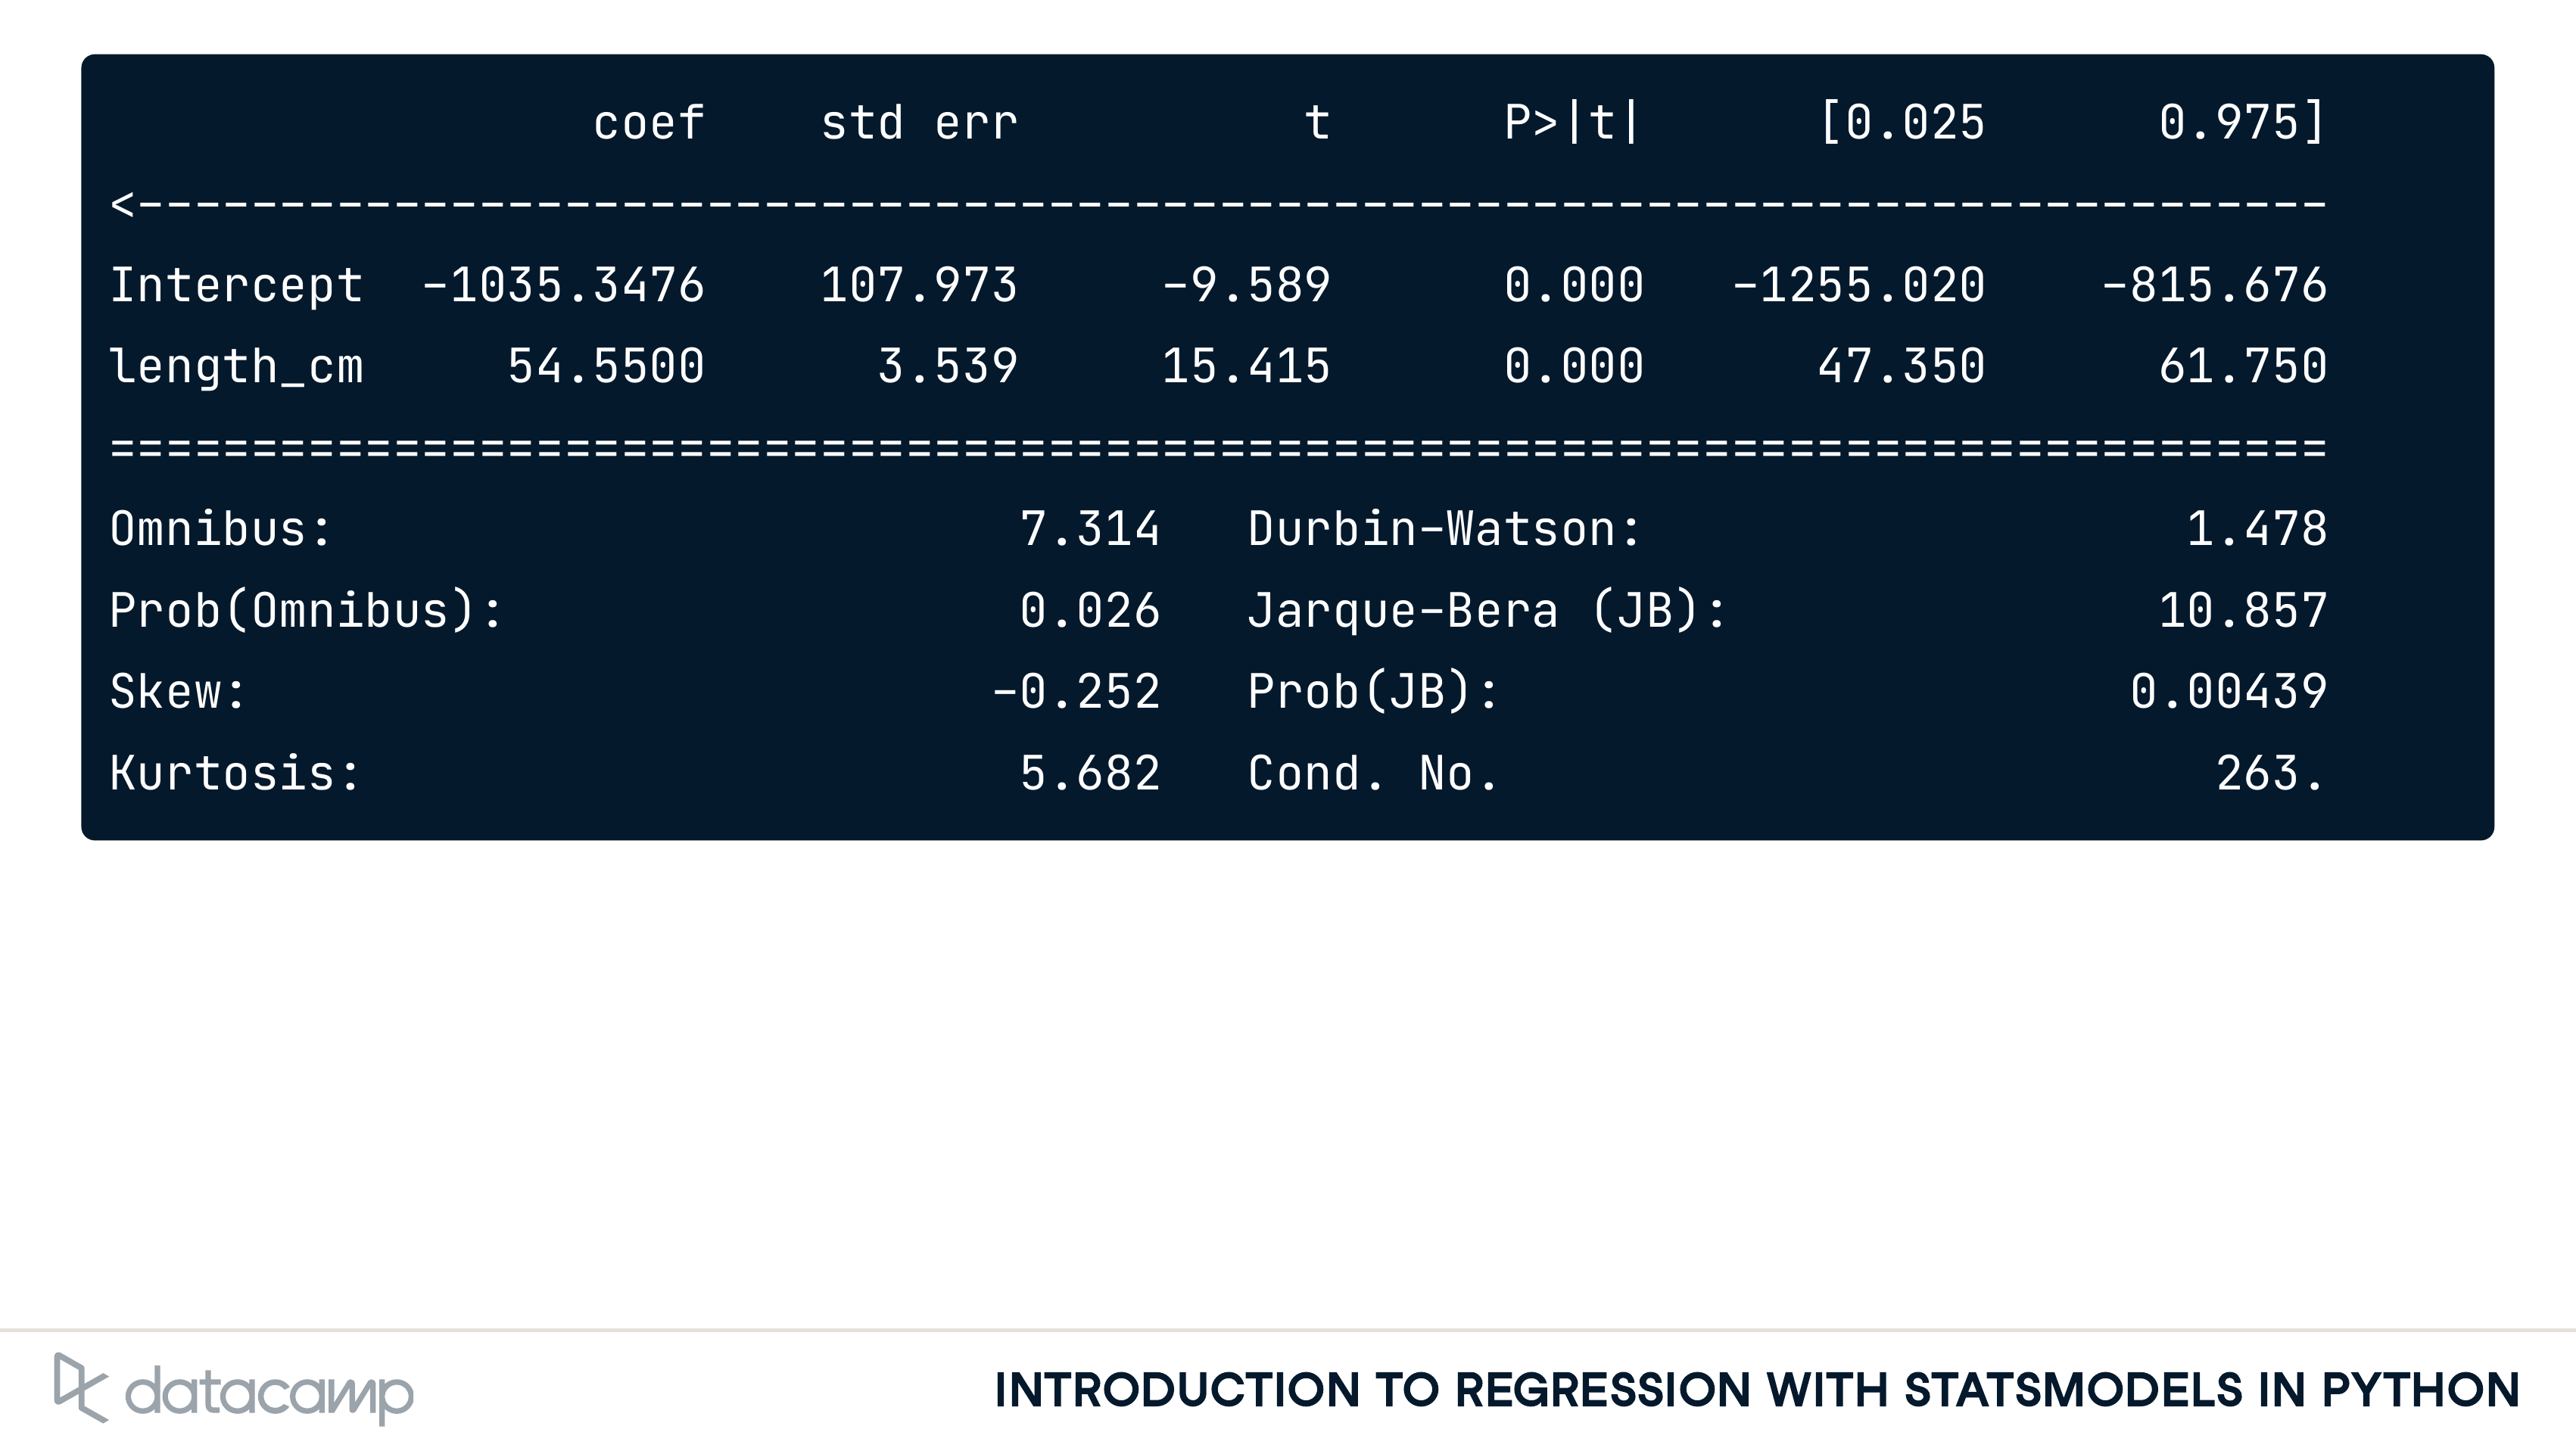 coef std err t P>|t| [0.025 0.975]
<------------------------------------------------------------------------------
Intercept -1035.3476 107.973 -9.589 0.000 -1255.020 -815.676
length_cm 54.5500 3.539 15.415 0.000 47.350 61.750
==============================================================================
Omnibus: 7.314 Durbin-Watson: 1.478
Prob(Omnibus): 0.026 Jarque-Bera (JB): 10.857
Skew: -0.252 Prob(JB): 0.00439
Kurtosis: 5.682 Cond. No. 263.
datacamp
INTRODUCTION TO REGRESSION WITH STATSMODELS IN PYTHON